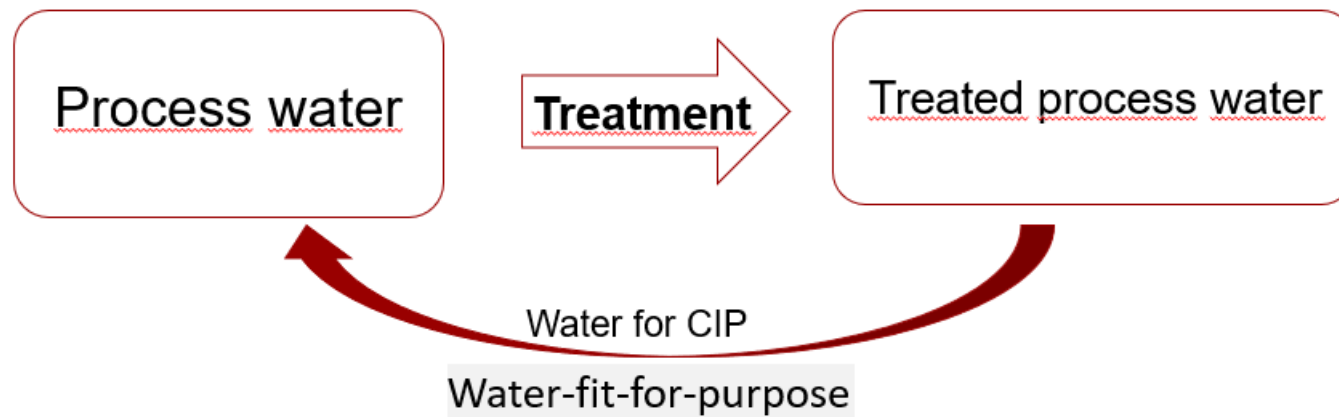 Process water
Treatment
Treated process water
Water for CIP
Water-fit-for-purpose